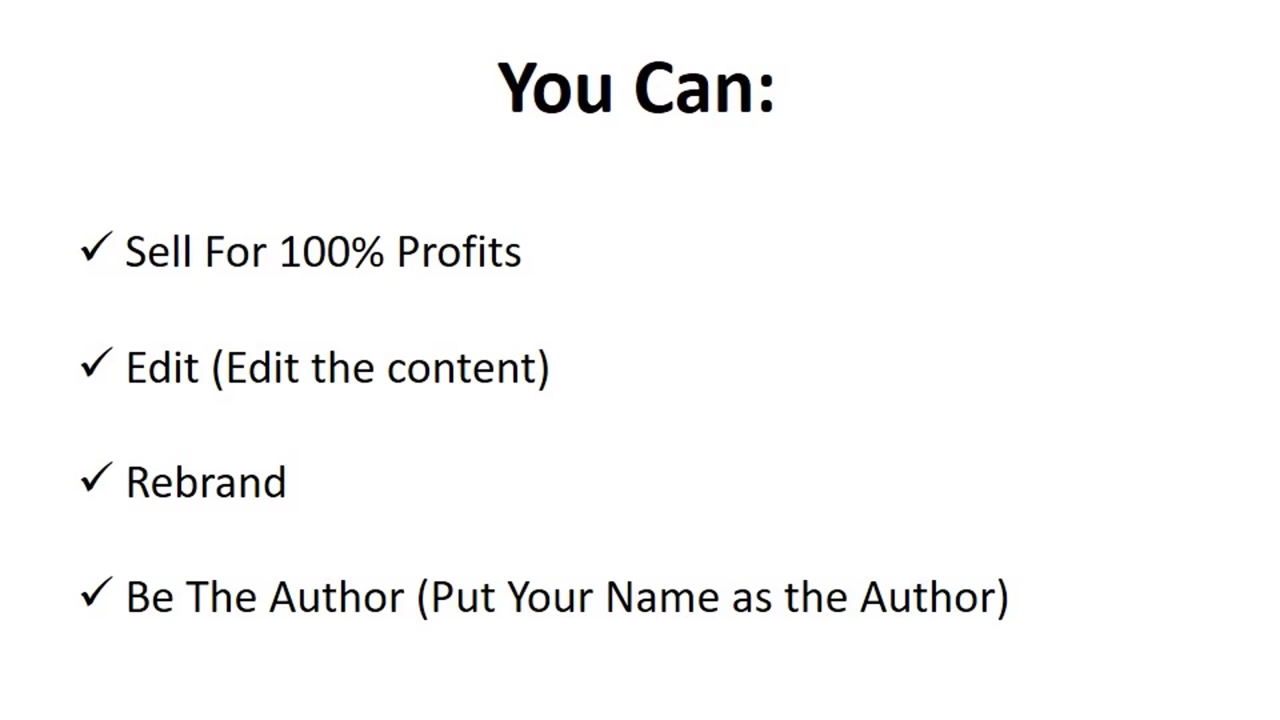 You Can:
✓ Sell For 100% Profits
✓ Edit (Edit the content)
✓ Rebrand
✓ Be The Author (Put Your Name as the Author)